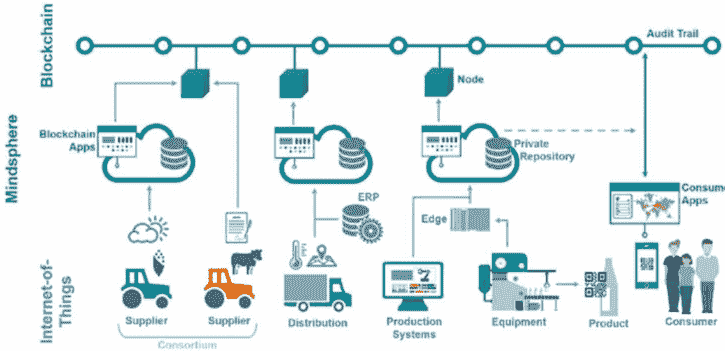 Blockchain
Audit Trail
Node
Mindsphere
Blockchain
Apps
Private
Repository
Consume
Apps
ERP
Edge
Internet-of-
Things
Supplier
Supplier
Distribution
Production
Systems
Equipment
Product
Consumer
Consortium